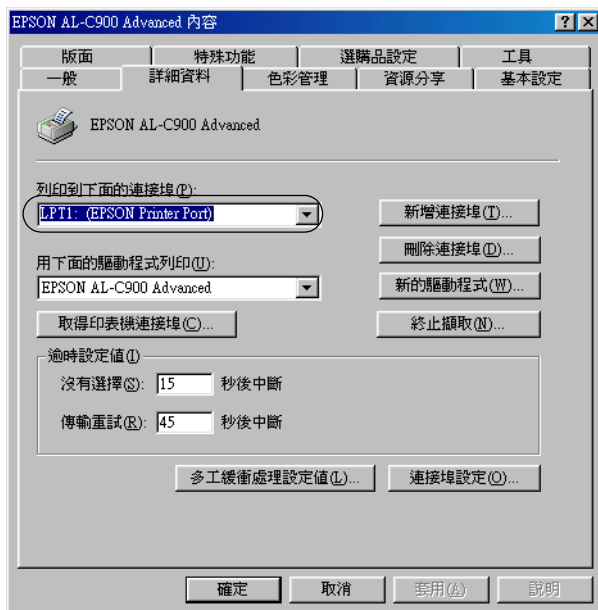 EPSON AL-C900 Advanced 內容
版面 特殊功能 選購品設定 工具
一般 詳細資料 色彩管理 資源分享 基本設定
EPSON AL-C900 Advanced
列印到下面的連接埠(P):
LPT1: (EPSON Printer Port)
新增連接埠(T)...
刪除連接埠(D)...
用下面的驅動程式列印(U):
EPSON AL-C900 Advanced
新的驅動程式(W)...
取得印表機連接埠(C)...
終止擷取(N)...
逾時設定值(I)
沒有選擇(S): 15 秒後中斷
傳輸重試(R): 45 秒後中斷
多工緩衝處理設定值(L)...
連接埠設定(O)...
確定 取消 套用(A) 說明